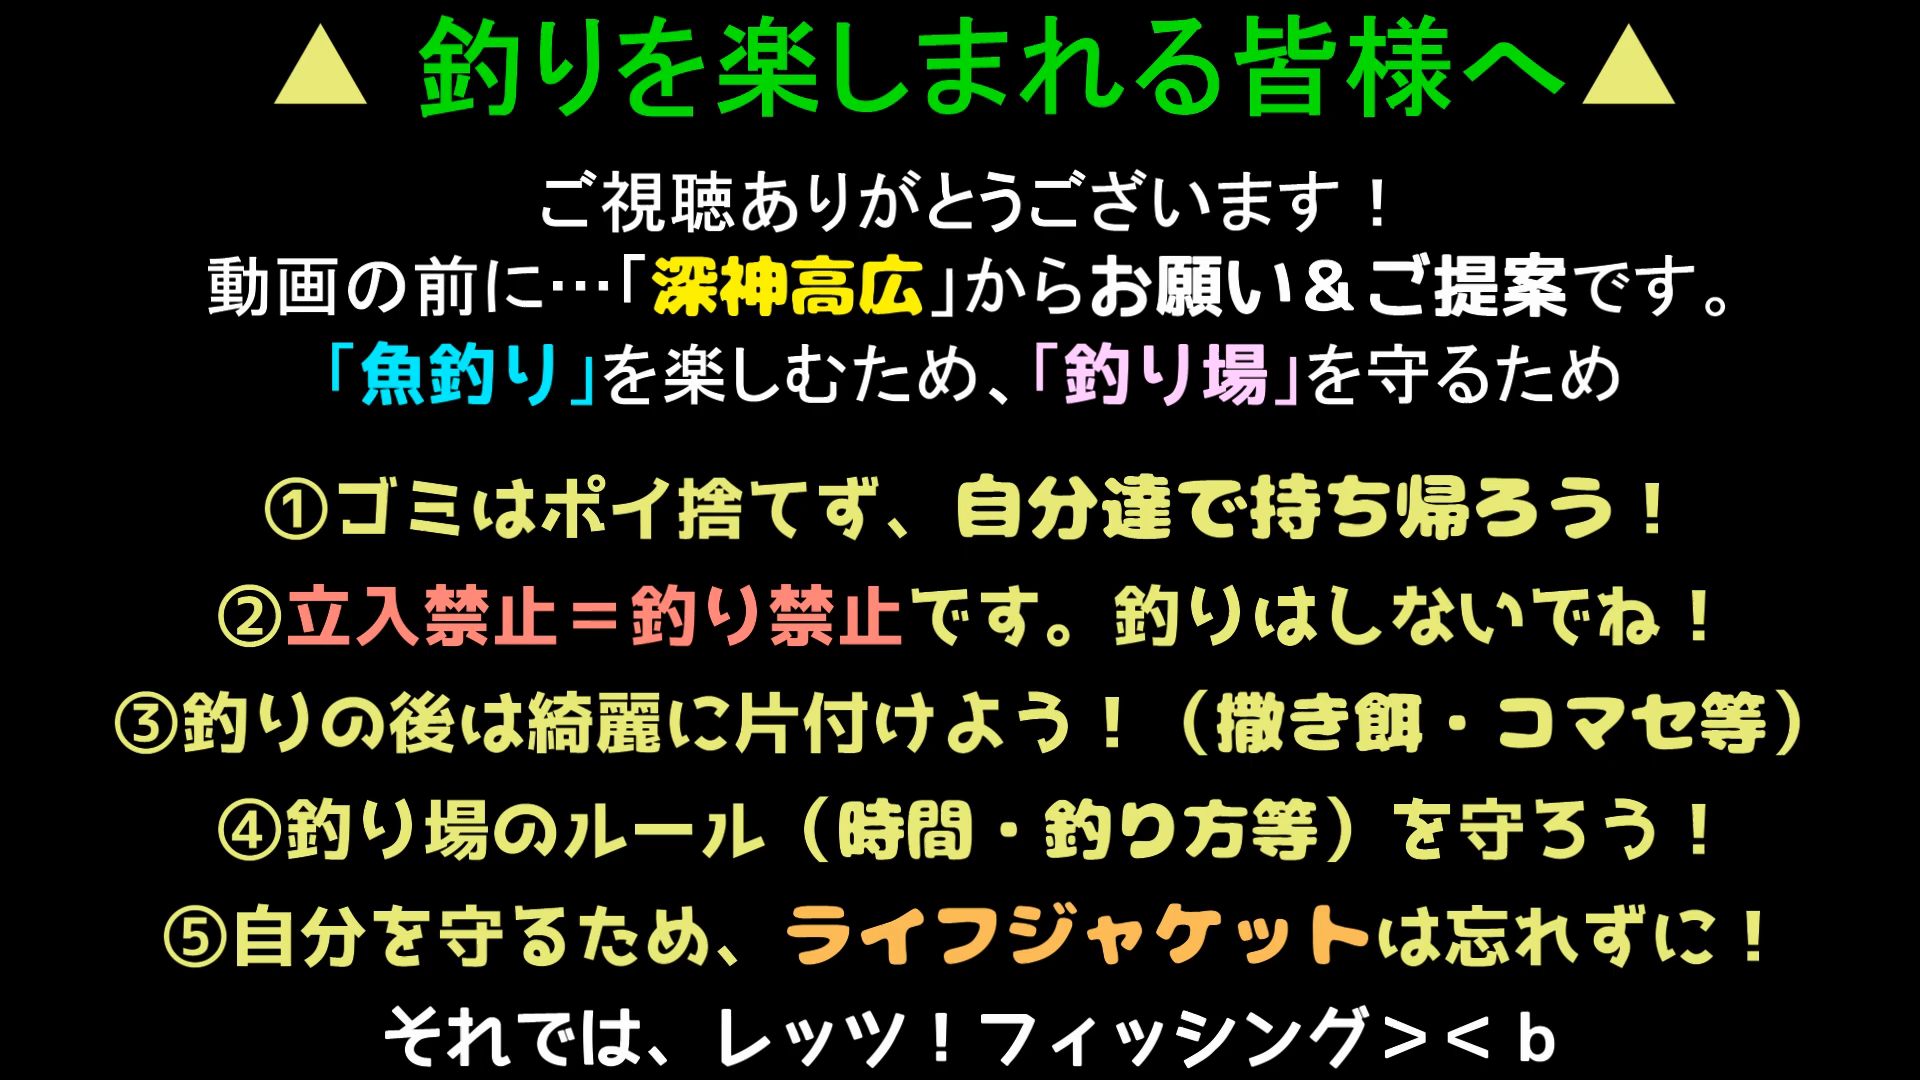 ▲ 釣りを楽しまれる皆様へ▲
ご視聴ありがとうございます！
動画の前に…「深神高広」からお願い＆ご提案です。
「魚釣り」を楽しむため、「釣り場」を守るため
①ゴミはポイ捨てず、自分達で持ち帰ろう！
②立入禁止＝釣り禁止です。釣りはしないでね！
③釣りの後は綺麗に片付けよう！（撒き餌・コマセ等）
④釣り場のルール（時間・釣り方等）を守ろう！
⑤自分を守るため、ライフジャケットは忘れずに！
それでは、レッツ！フィッシング＞＜ｂ